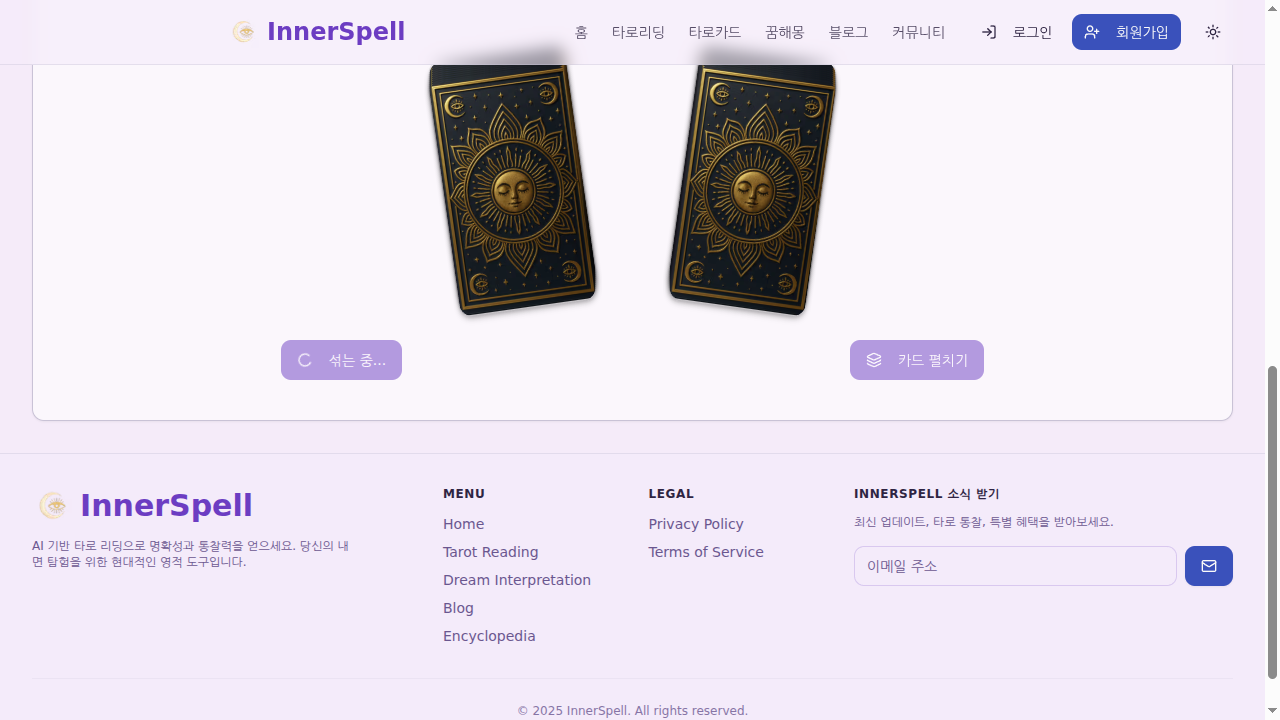 InnerSpell
홈 타로리딩 타로카드 꿈해몽 블로그 커뮤니티 로그인 회원가입
섞는 중...
카드 펼치기
InnerSpell
AI 기반 타로 리딩으로 명확성과 통찰력을 얻으세요. 당신의 내
면 탐험을 위한 현대적인 영적 도구입니다.
MENU
Home
Tarot Reading
Dream Interpretation
Blog
Encyclopedia
LEGAL
Privacy Policy
Terms of Service
INNERSPELL 소식 받기
최신 업데이트, 타로 통찰, 특별 혜택을 받아보세요.
이메일 주소
© 2025 InnerSpell. All rights reserved.